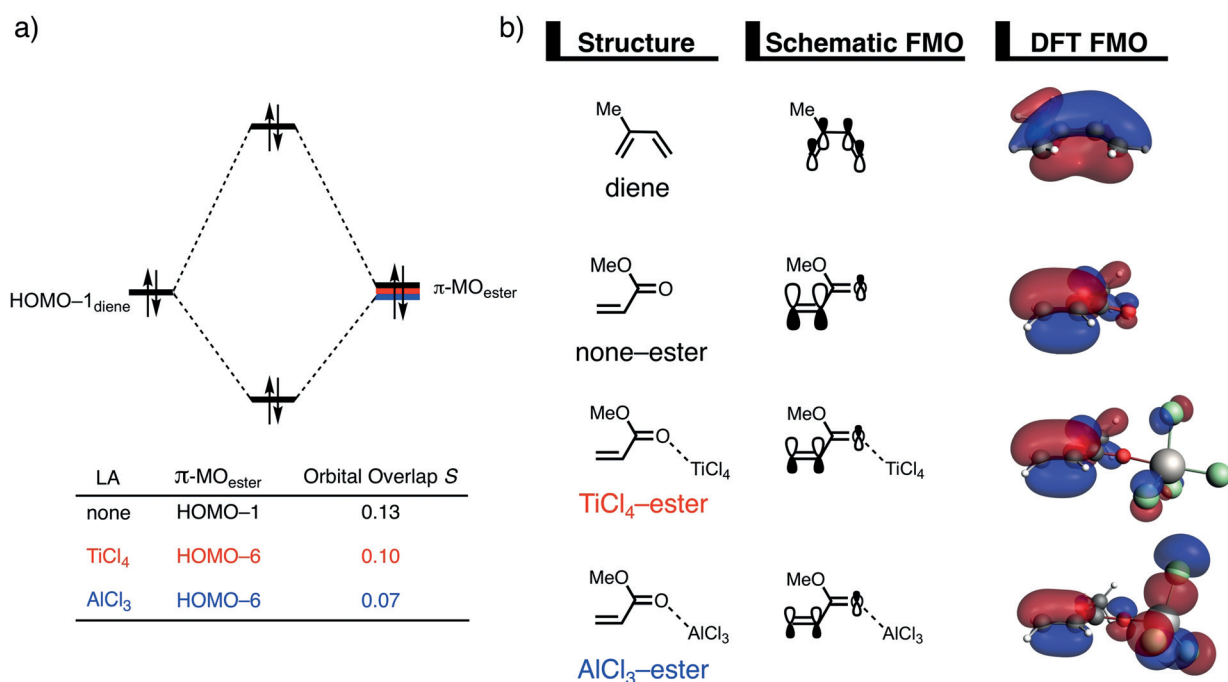 a)
HOMO–1diene
π-MOester
LA π-MOester Orbital Overlap S
none HOMO–1 0.13
TiCl4 HOMO–6 0.10
AlCl3 HOMO–6 0.07
b)
Structure Schematic FMO DFT FMO
Me Me
diene
MeO MeO
O
none–ester
MeO MeO
O
TiCl4 TiCl4
TiCl4–ester
MeO MeO
O
AlCl3 AlCl3
AlCl3–ester